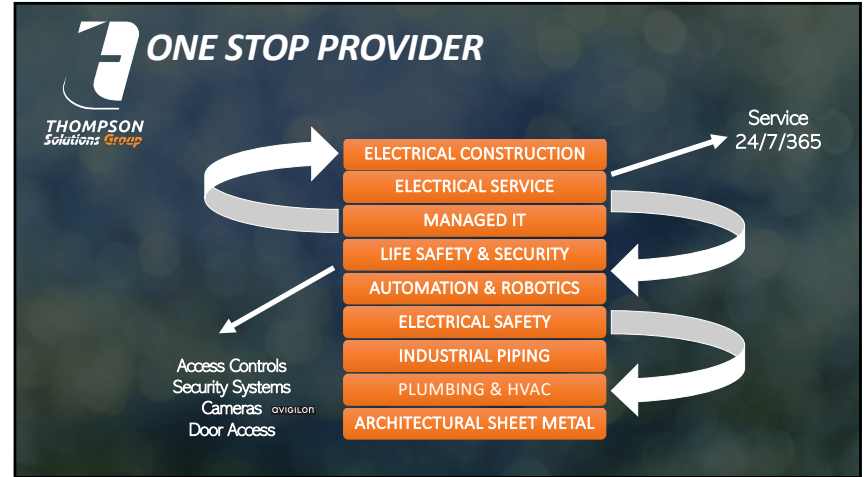 ONE STOP PROVIDER
THOMPSON
Solutions Group
Service
24/7/365
ELECTRICAL CONSTRUCTION
ELECTRICAL SERVICE
MANAGED IT
LIFE SAFETY & SECURITY
AUTOMATION & ROBOTICS
ELECTRICAL SAFETY
INDUSTRIAL PIPING
PLUMBING & HVAC
ARCHITECTURAL SHEET METAL
Access Controls
Security Systems
Cameras avigilon
Door Access